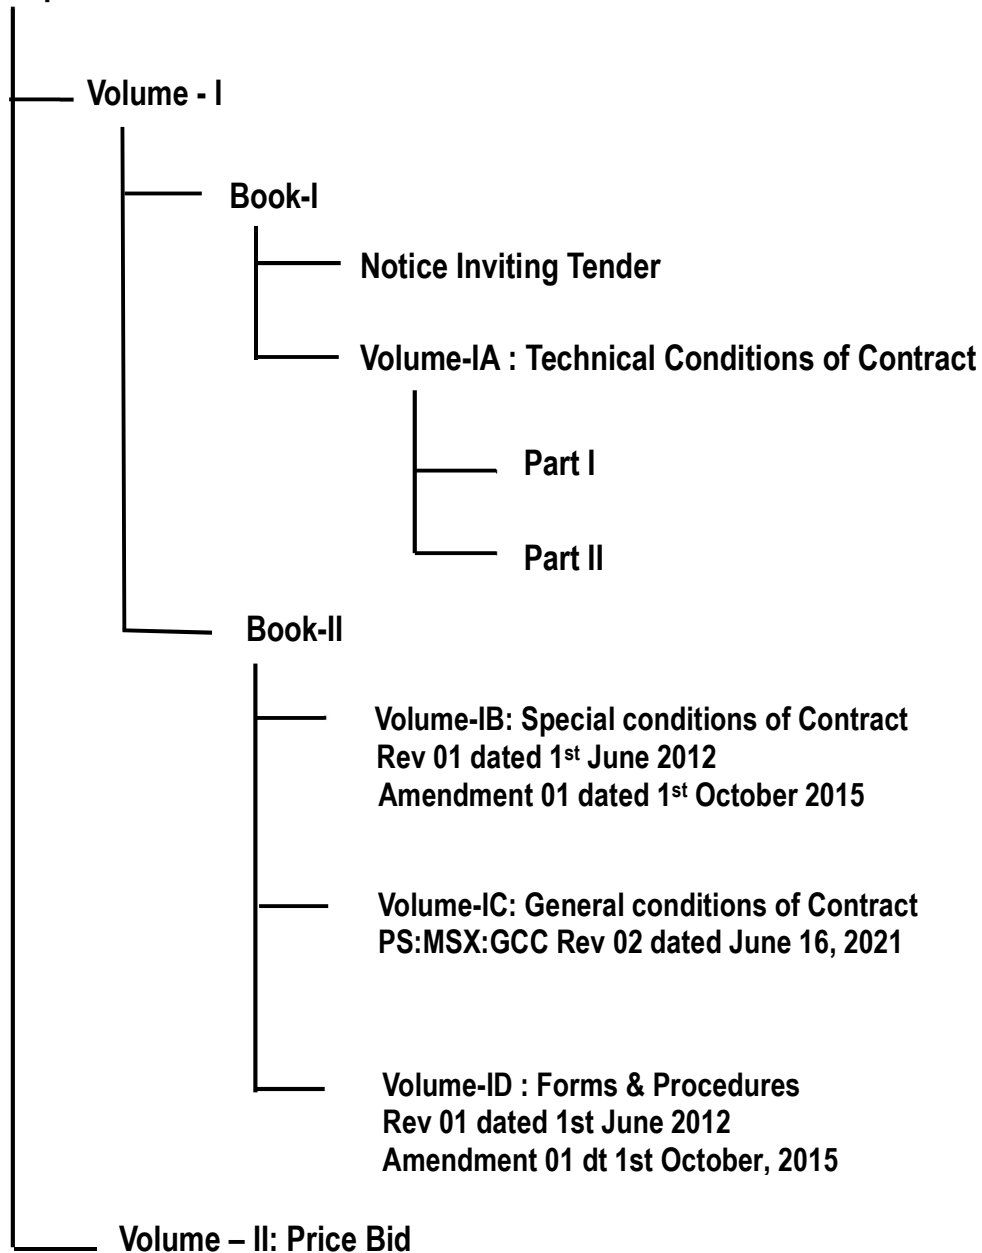 Volume - I
Book-I
Notice Inviting Tender
Volume-IA : Technical Conditions of Contract
Part I
Part II
Book-II
Volume-IB: Special conditions of Contract
Rev 01 dated 1st June 2012
Amendment 01 dated 1st October 2015
Volume-IC: General conditions of Contract
PS:MSX:GCC Rev 02 dated June 16, 2021
Volume-ID : Forms & Procedures
Rev 01 dated 1st June 2012
Amendment 01 dt 1st October, 2015
Volume – II: Price Bid